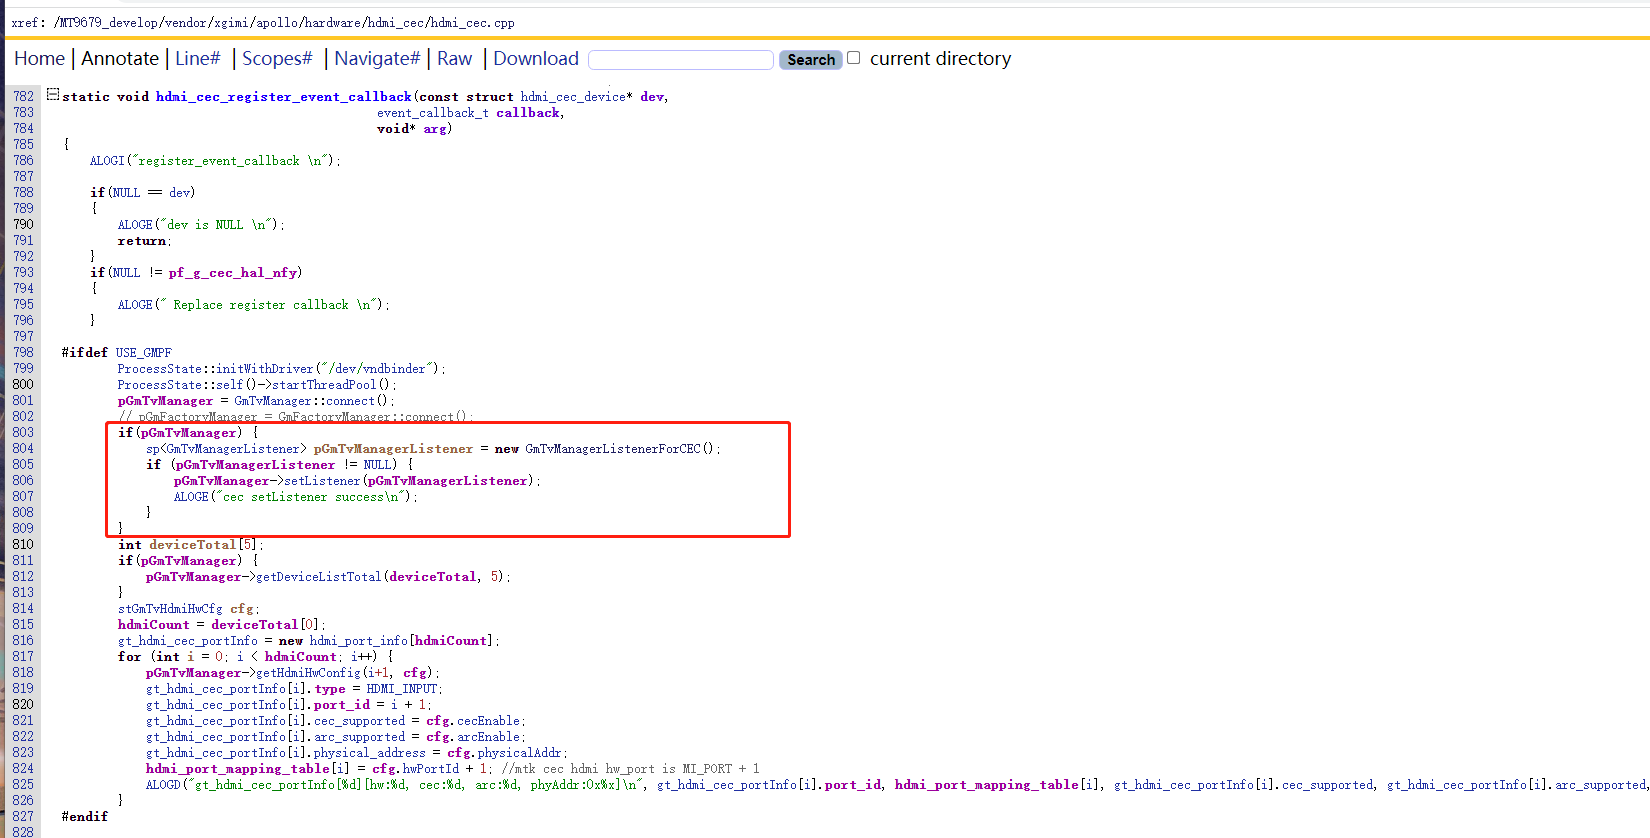 xref: /MT9679_develop/vendor/xgimi/apollo/hardware/hdmi_cec/hdmi_cec.cpp
Home | Annotate | Line# | Scopes# | Navigate# | Raw | Download Search current directory
782 static void hdmi_cec_register_event_callback(const struct hdmi_cec_device* dev,
783 event_callback_t callback,
784 void* arg)
785 {
786 ALOGI("register_event_callback \n");
787
788 if(NULL == dev)
789 {
790 ALOGE("dev is NULL \n");
791 return;
792 }
793 if(NULL != pf_g_cec_hal_nfy)
794 {
795 ALOGE(" Replace register callback \n");
796 }
797
798 #ifdef USE_GMPF
799 ProcessState::initWithDriver("/dev/vndbinder");
800 ProcessState::self()->startThreadPool();
801 pGmTvManager = GmTvManager::connect();
802 // pGmFactoryManager = GmFactoryManager::connect();
803 if(pGmTvManager) {
804 sp<GmTvManagerListener> pGmTvManagerListener = new GmTvManagerListenerForCEC();
805 if (pGmTvManagerListener != NULL) {
806 pGmTvManager->setListener(pGmTvManagerListener);
807 ALOGE("cec setListener success\n");
808 }
809 }
810 int deviceTotal[5];
811 if(pGmTvManager) {
812 pGmTvManager->getDeviceListTotal(deviceTotal, 5);
813 }
814 stGmTvHdmiHwCfg cfg;
815 hdmiCount = deviceTotal[0];
816 gt_hdmi_cec_portInfo = new hdmi_port_info[hdmiCount];
817 for (int i = 0; i < hdmiCount; i++) {
818 pGmTvManager->getHdmiHwConfig(i+1, cfg);
819 gt_hdmi_cec_portInfo[i].type = HDMI_INPUT;
820 gt_hdmi_cec_portInfo[i].port_id = i + 1;
821 gt_hdmi_cec_portInfo[i].cec_supported = cfg.cecEnable;
822 gt_hdmi_cec_portInfo[i].arc_supported = cfg.arcEnable;
823 gt_hdmi_cec_portInfo[i].physical_address = cfg.physicalAddr;
824 hdmi_port_mapping_table[i] = cfg.hwPortId + 1; //mtk cec hdmi hw_port is MI_PORT + 1
825 ALOGD("gt_hdmi_cec_portInfo[%d][hw:%d, cec:%d, arc:%d, phyAddr:0x%x]\n", gt_hdmi_cec_portInfo[i].port_id, hdmi_port_mapping_table[i], gt_hdmi_cec_portInfo[i].cec_supported, gt_hdmi_cec_portInfo[i].arc_supported,
826 }
827 #endif
828